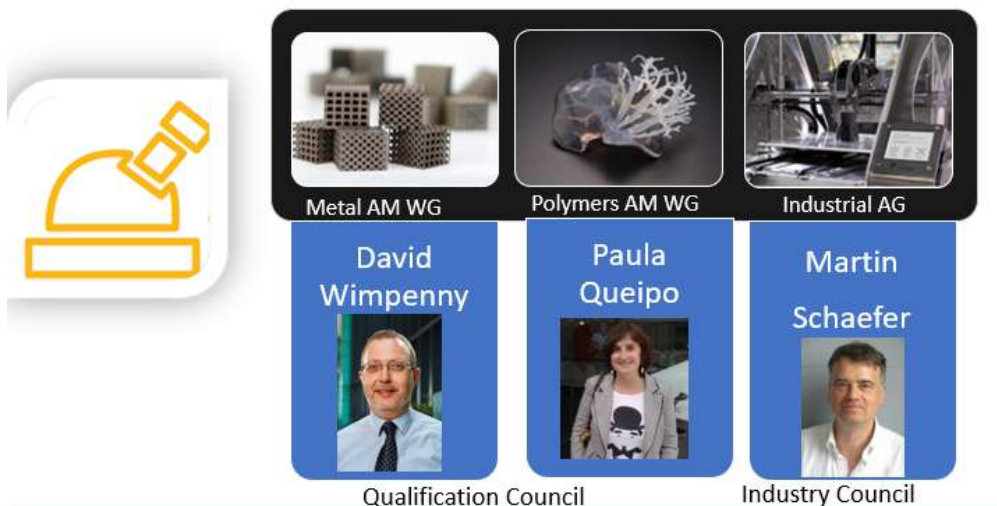 Metal AM WG
Polymers AM WG
Industrial AG
David
Wimpenny
Paula
Queipo
Martin
Schaefer
Qualification Council
Industry Council